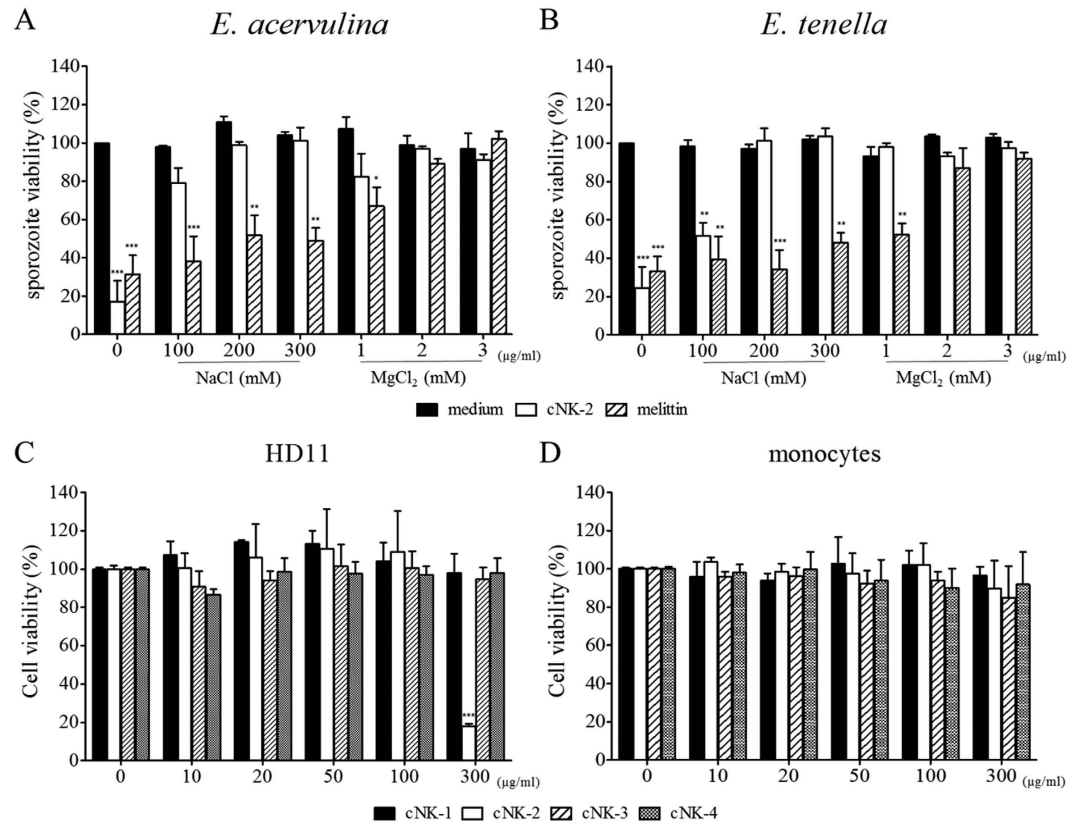 A
E. acervulina
sporozoite viability (%)
140
120
100
80
60
40
20
0
*** *** *** ** ** *
0 100 200 300 1 2 3 (µg/ml)
NaCl (mM) MgCl₂ (mM)
B
E. tenella
sporozoite viability (%)
140
120
100
80
60
40
20
0
*** *** ** ** *** ** **
0 100 200 300 1 2 3 (µg/ml)
NaCl (mM) MgCl₂ (mM)
medium cNK-2 melittin
C
HD11
Cell viability (%)
140
120
100
80
60
40
20
0
***
0 10 20 50 100 300 (µg/ml)
D
monocytes
Cell viability (%)
140
120
100
80
60
40
20
0
0 10 20 50 100 300 (µg/ml)
cNK-1 cNK-2 cNK-3 cNK-4